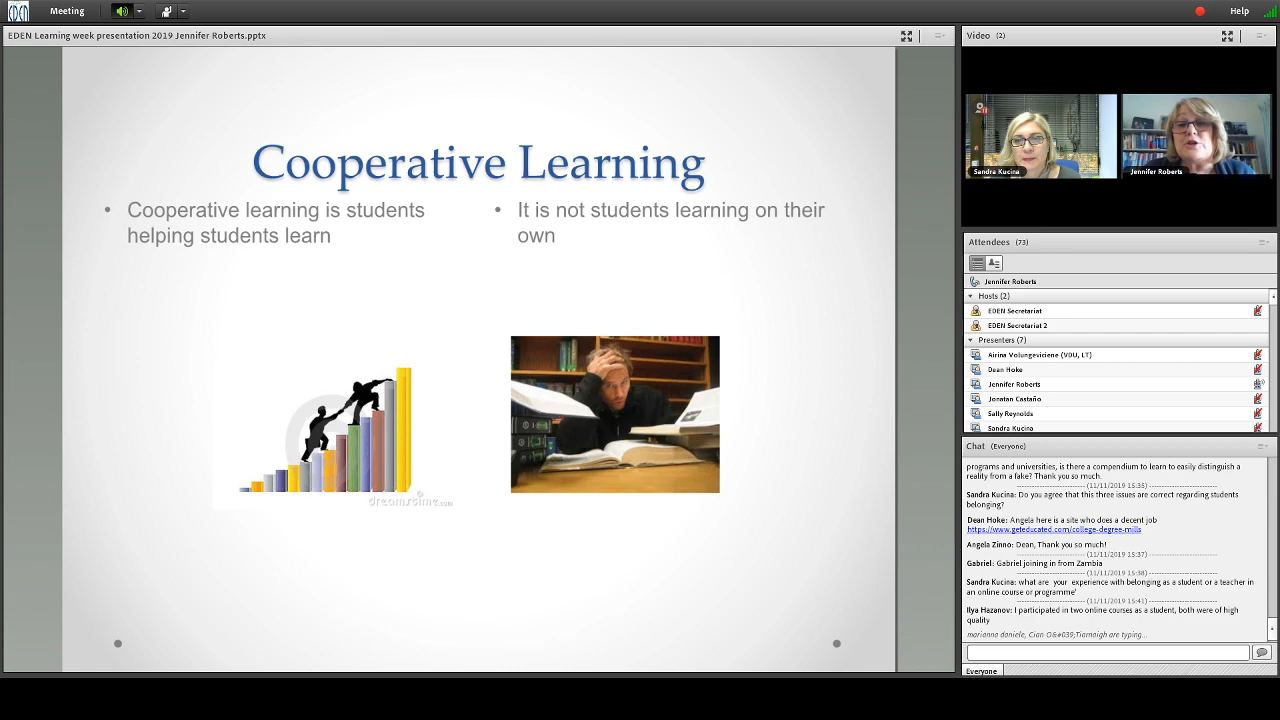 EDEN
Meeting
Help
EDEN Learning week presentation 2019 Jennifer Roberts.pptx
Cooperative Learning
• Cooperative learning is students
helping students learn
• It is not students learning on their
own
dreamstime.com
Video (2)
Sandra Kucina
Jennifer Roberts
Attendees (73)
Jennifer Roberts
Hosts (2)
EDEN Secretariat
EDEN Secretariat 2
Presenters (7)
Airina Volungeviciene (VDU, LT)
Dean Hoke
Jennifer Roberts
Jonatan Castaño
Sally Reynolds
Sandra Kucina
Chat (Everyone)
programs and universities, is there a compendium to learn to easily distinguish a
reality from a fake? Thank you so much.
(11/11/2019 15:35)
Sandra Kucina: Do you agree that this three issues are correct regarding students
belonging?
Dean Hoke: Angela here is a site who does a decent job
https://www.geteducated.com/college-degree-mills
Angela Zinno: Dean, Thank you so much!
(11/11/2019 15:37)
Gabriel: Gabriel joining in from Zambia
(11/11/2019 15:38)
Sandra Kucina: what are your experience with belonging as a student or a teacher in
an online course or programme'
(11/11/2019 15:41)
Ilya Hazanov: I participated in two online courses as a student, both were of high
quality
marianna daniele, Cian O&#039;Tiarnaigh are typing...
Everyone